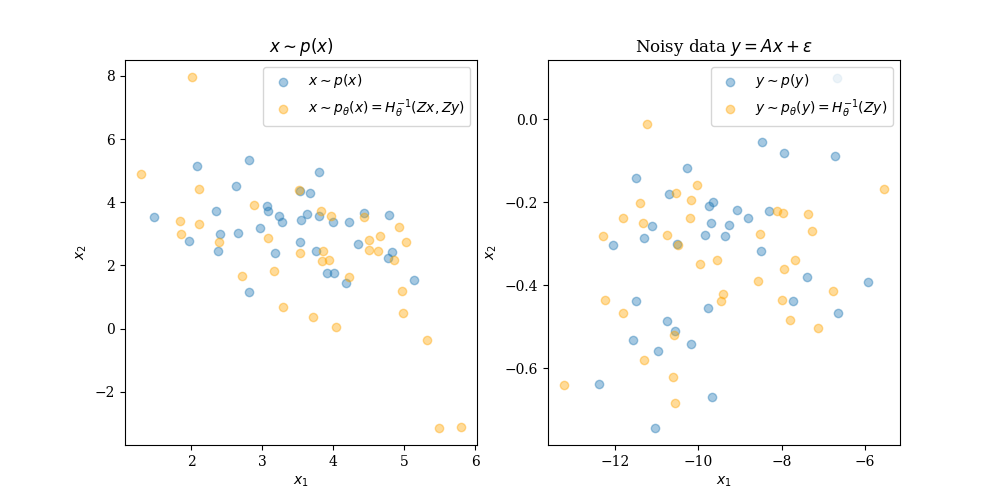 x ∼ p(x)
x ∼ p(x)
x ∼ p_θ(x) = H_θ^{-1}(Zx, Zy)
8
6
4
2
0
−2
x_2
2
3
4
5
6
x_1
Noisy data y = Ax + ε
y ∼ p(y)
y ∼ p_θ(y) = H_θ^{-1}(Zy)
0.0
−0.2
−0.4
−0.6
x_2
−12
−10
−8
−6
x_1